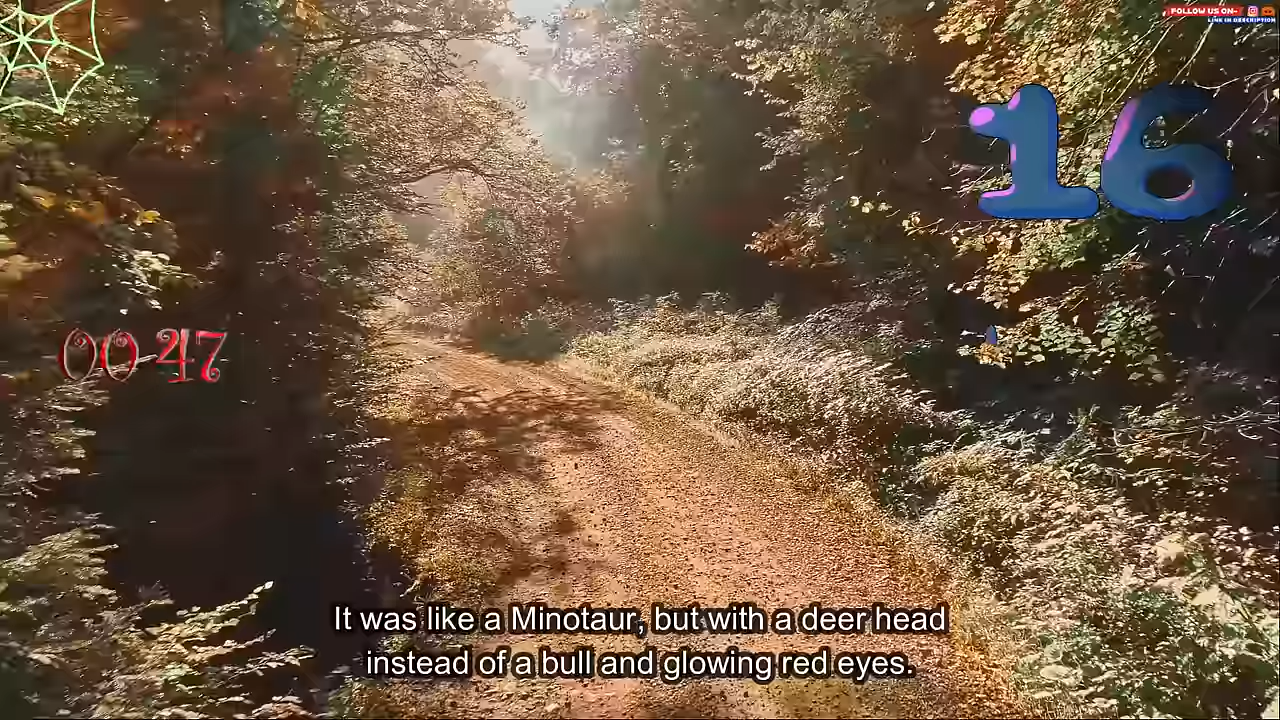 FOLLOW US ON-
LINK IN DESCRIPTION
16
00-47
It was like a Minotaur, but with a deer head
instead of a bull and glowing red eyes.